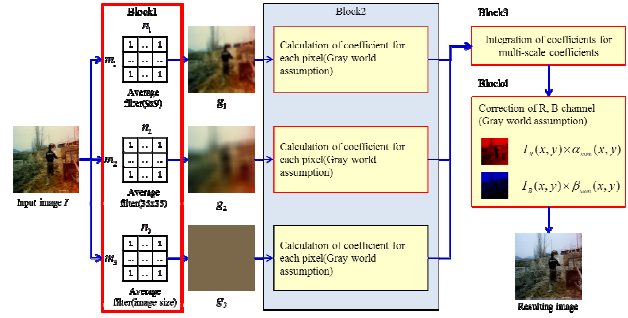 Block1
Block2
Block3
Block4
n1
m1
1 .. 1
... ... ...
1 .. 1
Average
filter(9x9)
g1
Calculation of coefficient for
each pixel(Gray world
assumption)
Integration of coefficients for
multi-scale coefficients
n2
m2
1 .. 1
... ... ...
1 .. 1
Average
filter(35x35)
g2
Calculation of coefficient for
each pixel(Gray world
assumption)
n3
m3
1 .. 1
... ... ...
1 .. 1
Average
filter(image size)
g3
Calculation of coefficient for
each pixel(Gray world
assumption)
Input image I
Correction of R, B channel
(Gray world assumption)
I_R(x, y)×α_sum(x, y)
I_B(x, y)×β_sum(x, y)
Resulting image